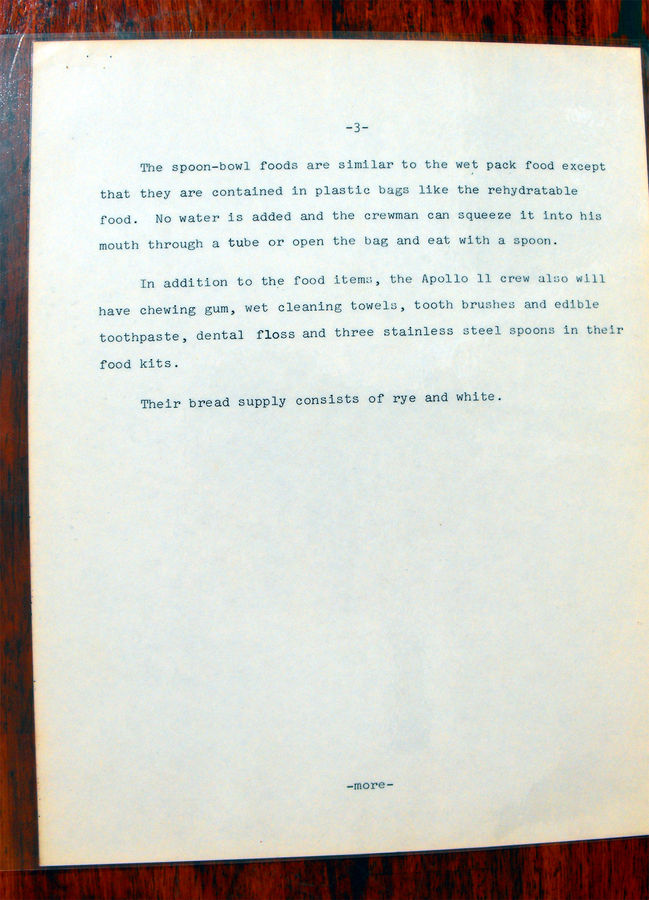 -3-
The spoon-bowl foods are similar to the wet pack food except
that they are contained in plastic bags like the rehydratable
food.  No water is added and the crewman can squeeze it into his
mouth through a tube or open the bag and eat with a spoon.
In addition to the food items, the Apollo 11 crew also will
have chewing gum, wet cleaning towels, tooth brushes and edible
toothpaste, dental floss and three stainless steel spoons in their
food kits.
Their bread supply consists of rye and white.
-more-